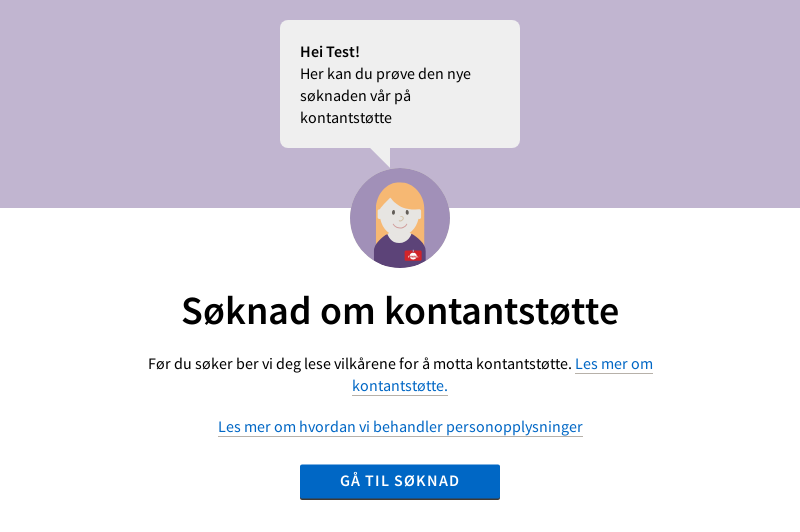 Hei Test!
Her kan du prøve den nye
søknaden vår på
kontantstøtte
Søknad om kontantstøtte
Før du søker ber vi deg lese vilkårene for å motta kontantstøtte. Les mer om
kontantstøtte.
Les mer om hvordan vi behandler personopplysninger
GÅ TIL SØKNAD